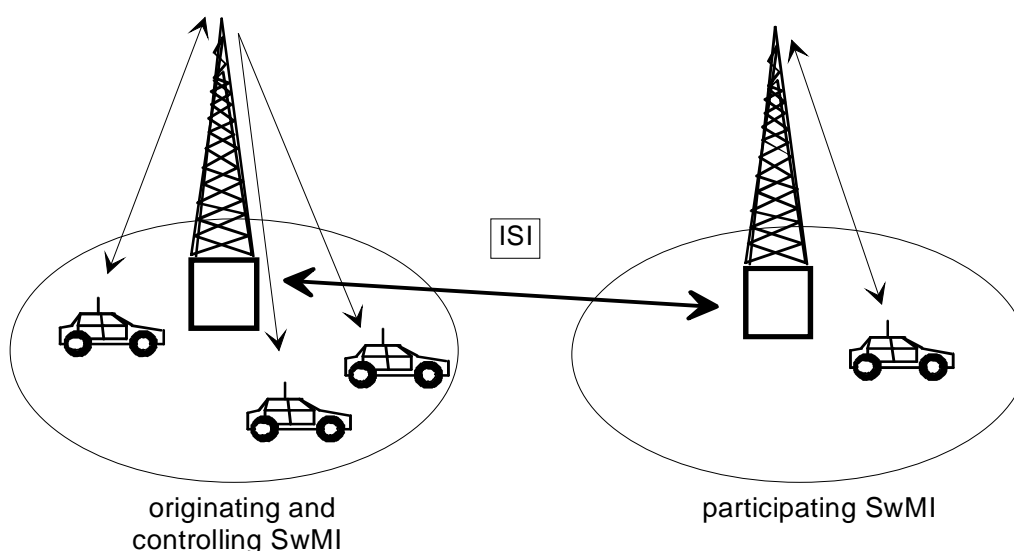 ISI
originating and
controlling SwMI
participating SwMI